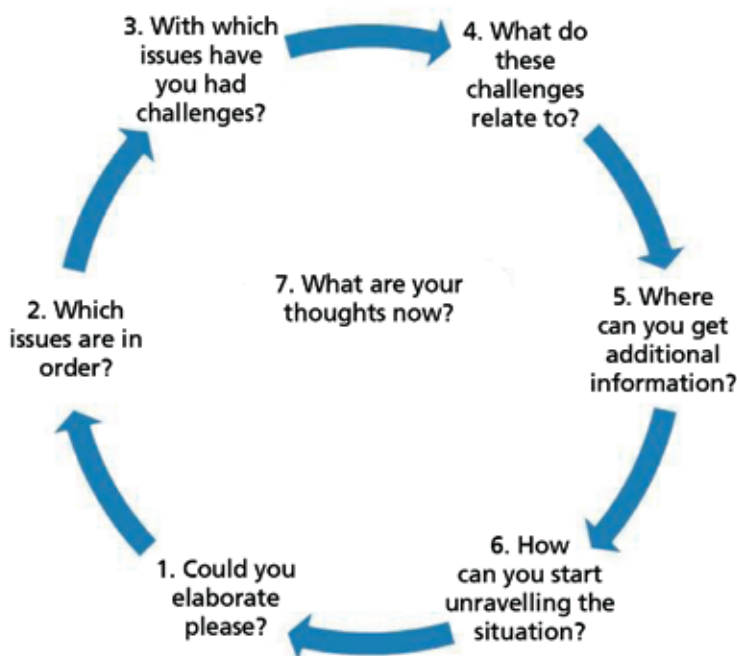 3. With which
issues have
you had
challenges?
4. What do
these
challenges
relate to?
7. What are your
thoughts now?
2. Which
issues are in
order?
5. Where
can you get
additional
information?
1. Could you
elaborate
please?
6. How
can you start
unravelling the
situation?